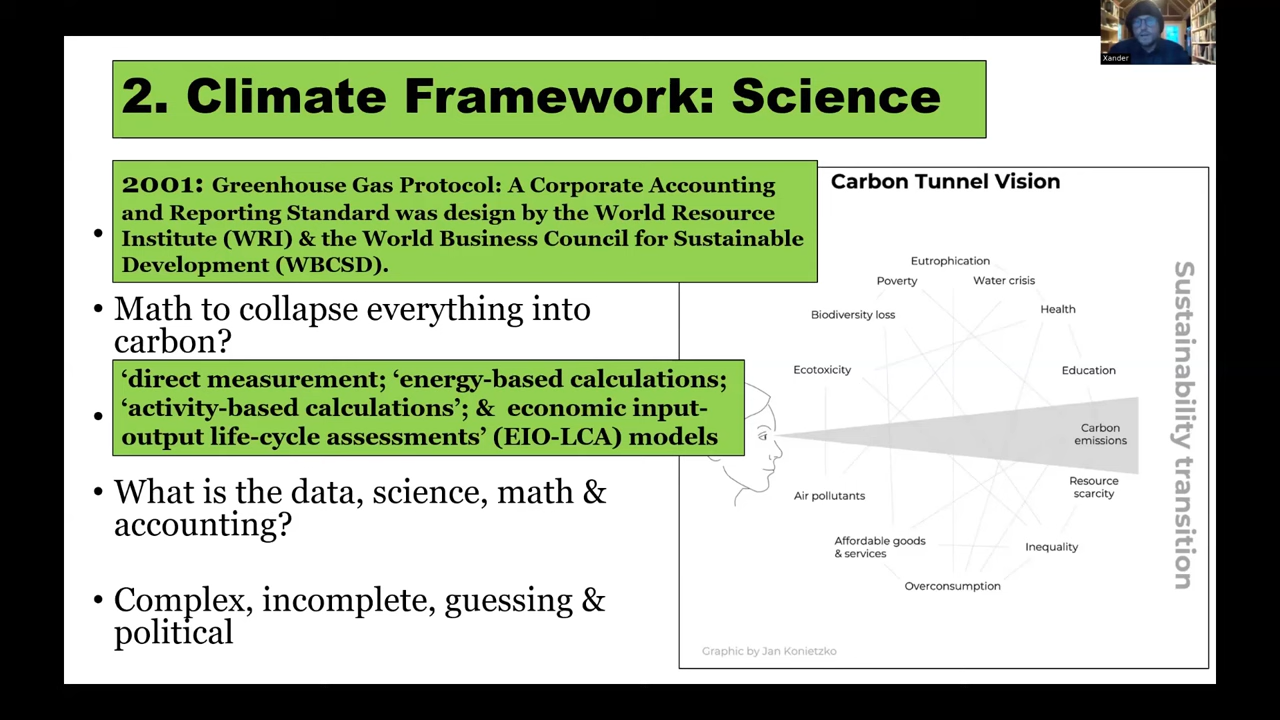 Xander
2. Climate Framework: Science
2001: Greenhouse Gas Protocol: A Corporate Accounting
and Reporting Standard was design by the World Resource
Institute (WRI) & the World Business Council for Sustainable
Development (WBCSD).
• Math to collapse everything into
carbon?
‘direct measurement; ‘energy-based calculations;
‘activity-based calculations’; & economic input-
output life-cycle assessments’ (EIO-LCA) models
• What is the data, science, math &
accounting?
• Complex, incomplete, guessing &
political
Carbon Tunnel Vision
Eutrophication
Poverty
Water crisis
Biodiversity loss
Health
Ecotoxicity
Education
Carbon
emissions
Air pollutants
Resource
scarcity
Affordable goods
& services
Inequality
Overconsumption
Sustainability transition
Graphic by Jan Konietzko